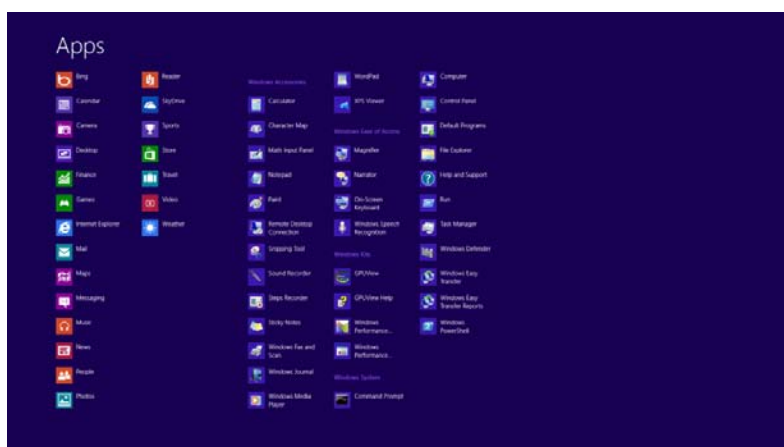 Apps
Bing
Calendar
Camera
Desktop
Finance
Games
Internet Explorer
Mail
Maps
Messaging
Music
News
People
Photos
Reader
SkyDrive
Sports
Store
Travel
Video
Weather
Windows Accessories
Calculator
Character Map
Math Input Panel
Notepad
Paint
Remote Desktop
Connection
Snipping Tool
Sound Recorder
Steps Recorder
Sticky Notes
Windows Fax and
Scan
Windows Journal
Windows Media
Player
WordPad
XPS Viewer
Windows Ease of Access
Magnifier
Narrator
On-Screen
Keyboard
Windows Speech
Recognition
Windows Kits
GPUView
GPUView Help
Windows
Performance...
Windows
Performance...
Windows System
Command Prompt
Computer
Control Panel
Default Programs
File Explorer
Help and Support
Run
Task Manager
Windows Defender
Windows Easy
Transfer
Windows Easy
Transfer Reports
Windows
PowerShell